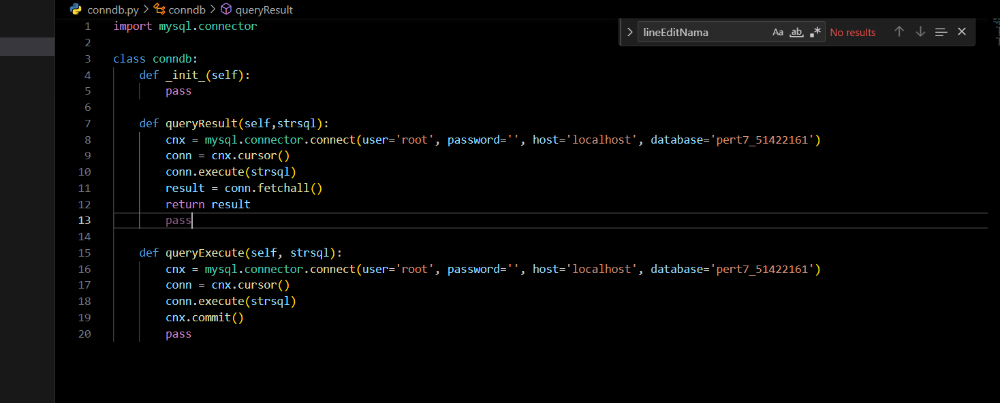 conndb.py > conndb > queryResult
lineEditNama Aa ab .* No results
1 import mysql.connector
2
3 class conndb:
4 def _init_(self):
5 pass
6
7 def queryResult(self,strsql):
8 cnx = mysql.connector.connect(user='root', password='', host='localhost', database='pert7_51422161')
9 conn = cnx.cursor()
10 conn.execute(strsql)
11 result = conn.fetchall()
12 return result
13 pass
14
15 def queryExecute(self, strsql):
16 cnx = mysql.connector.connect(user='root', password='', host='localhost', database='pert7_51422161')
17 conn = cnx.cursor()
18 conn.execute(strsql)
19 cnx.commit()
20 pass